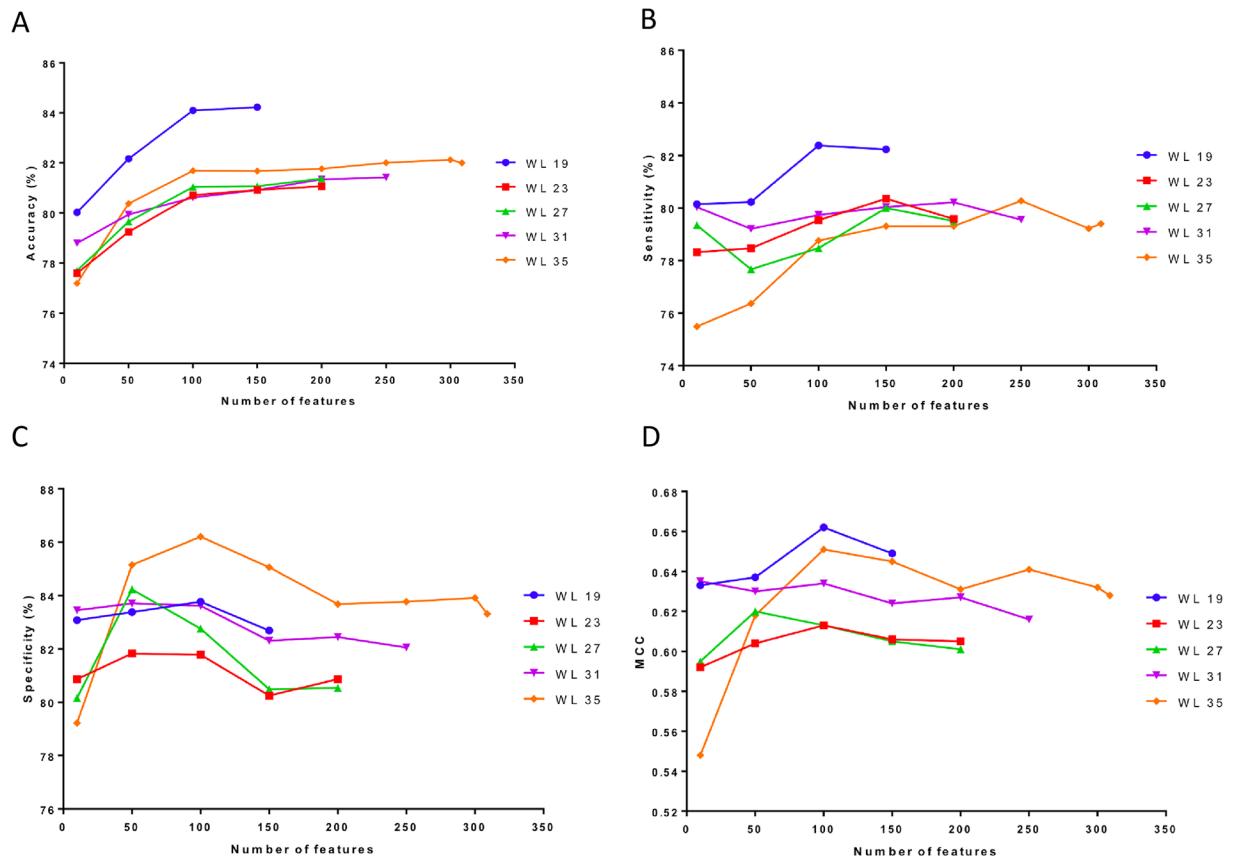 A
86
84
82
80
78
76
74
Accuracy (%)
0 50 100 150 200 250 300 350
Number of features
WL 19
WL 23
WL 27
WL 31
WL 35
B
86
84
82
80
78
76
74
Sensitivity (%)
0 50 100 150 200 250 300 350
Number of features
WL 19
WL 23
WL 27
WL 31
WL 35
C
88
86
84
82
80
78
76
Specificity (%)
0 50 100 150 200 250 300 350
Number of features
WL 19
WL 23
WL 27
WL 31
WL 35
D
0.68
0.66
0.64
0.62
0.60
0.58
0.56
0.54
0.52
MCC
0 50 100 150 200 250 300 350
Number of features
WL 19
WL 23
WL 27
WL 31
WL 35